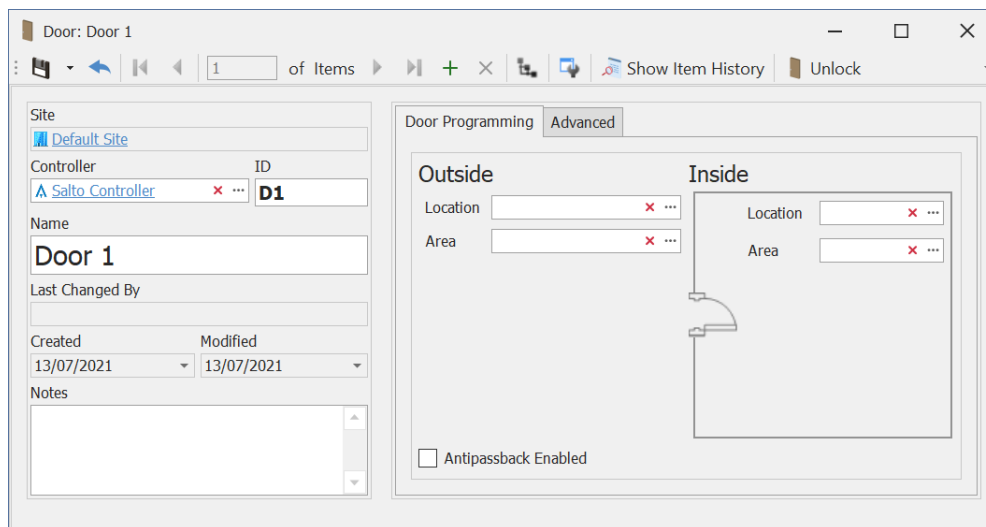 Door: Door 1
1 of Items Show Item History Unlock
Site
Default Site
Controller ID
Salto Controller D1
Name
Door 1
Last Changed By
Created Modified
13/07/2021 13/07/2021
Notes
Door Programming Advanced
Outside Inside
Location Location
Area Area
Antipassback Enabled